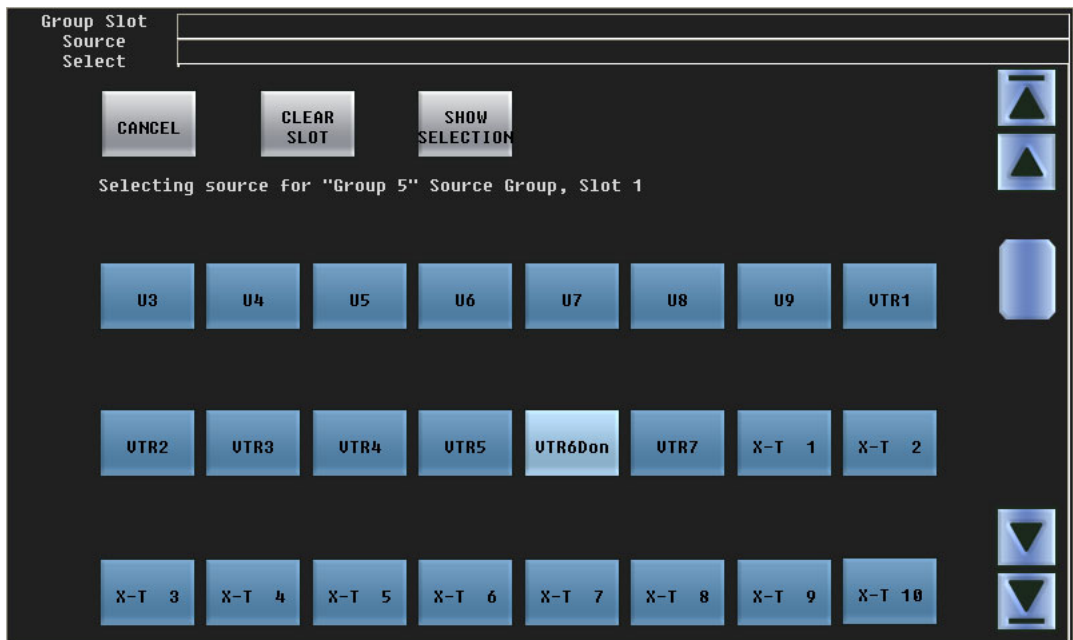 Group Slot
Source
Select
CANCEL
CLEAR
SLOT
SHOW
SELECTION
Selecting source for "Group 5" Source Group, Slot 1
U3 U4 U5 U6 U7 U8 U9 VTR1
VTR2 VTR3 VTR4 VTR5 VTR6Don VTR7 X-T 1 X-T 2
X-T 3 X-T 4 X-T 5 X-T 6 X-T 7 X-T 8 X-T 9 X-T 10